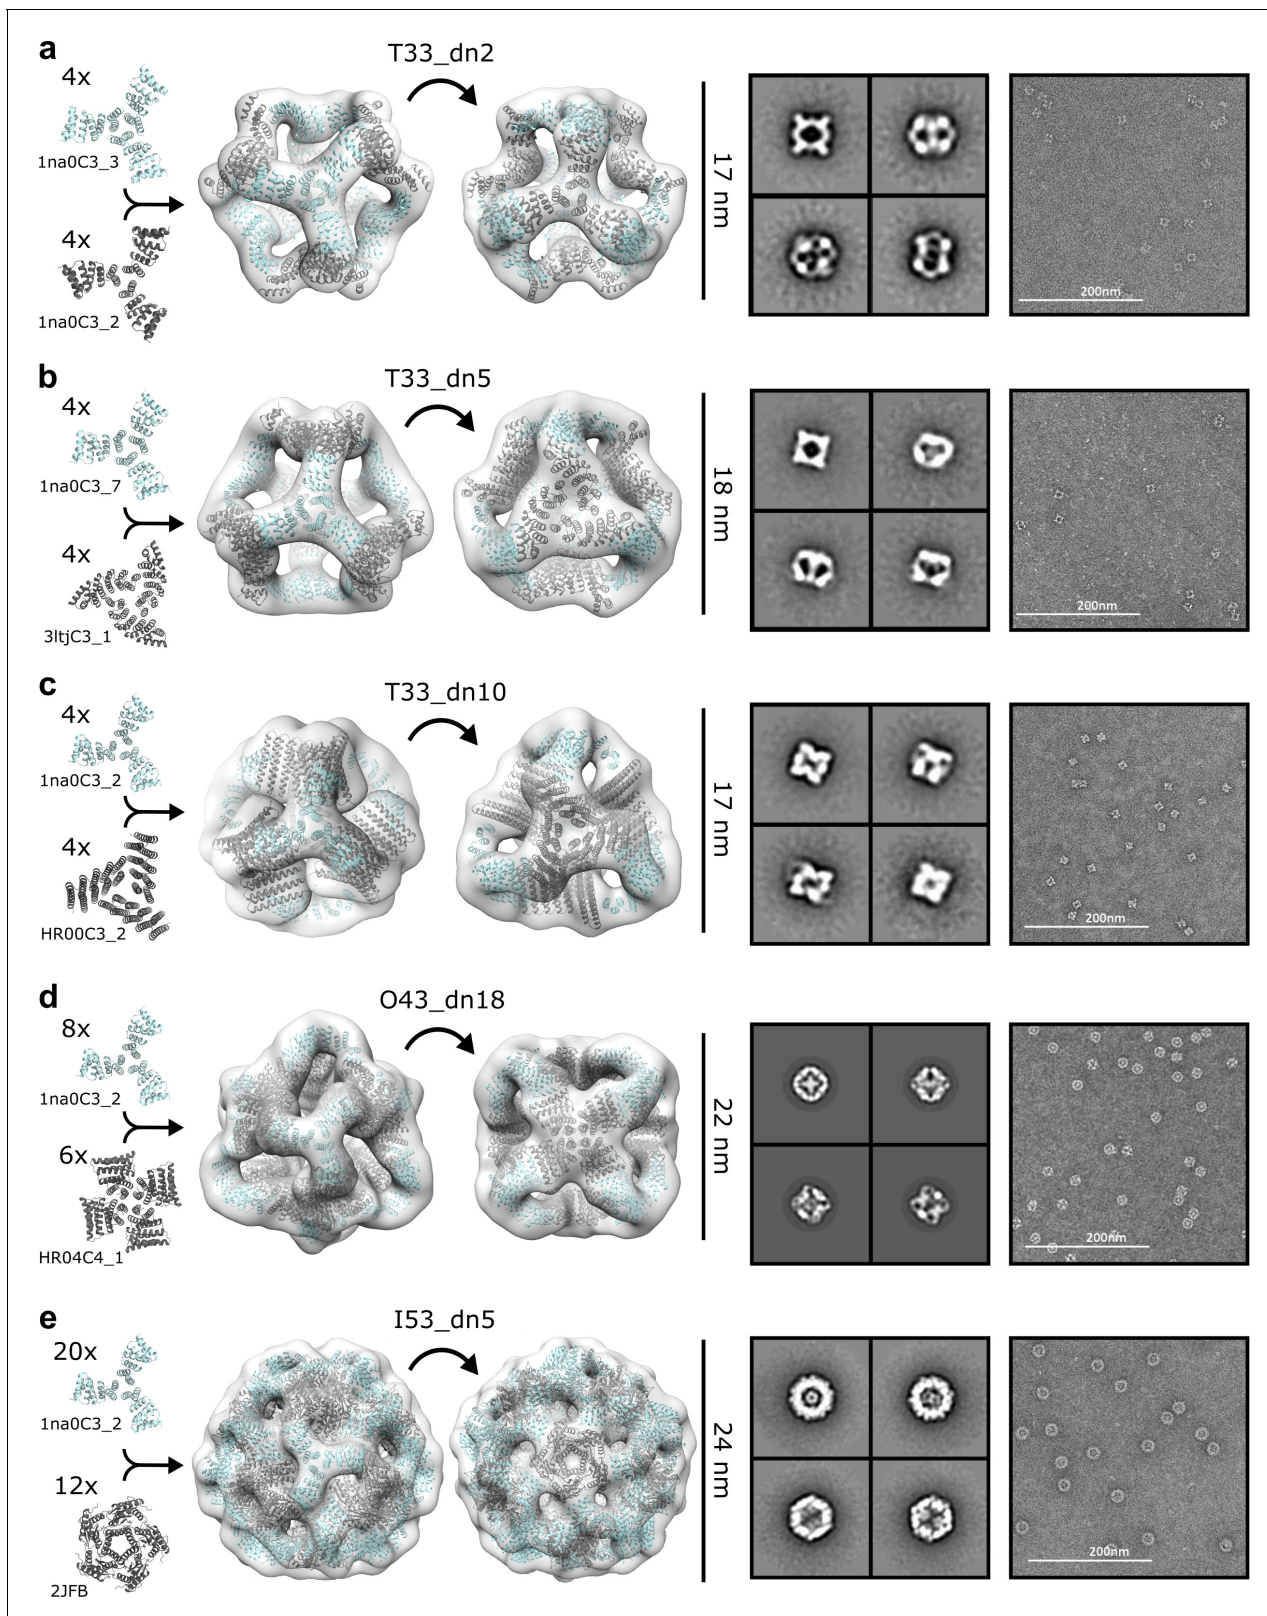 a
T33_dn2
4x
1na0C3_3
4x
1na0C3_2
17 nm
200nm
b
T33_dn5
4x
1na0C3_7
4x
3ltjC3_1
18 nm
200nm
c
T33_dn10
4x
1na0C3_2
4x
HR00C3_2
17 nm
200nm
d
O43_dn18
8x
1na0C3_2
6x
HR04C4_1
22 nm
200nm
e
I53_dn5
20x
1na0C3_2
12x
2JFB
24 nm
200nm